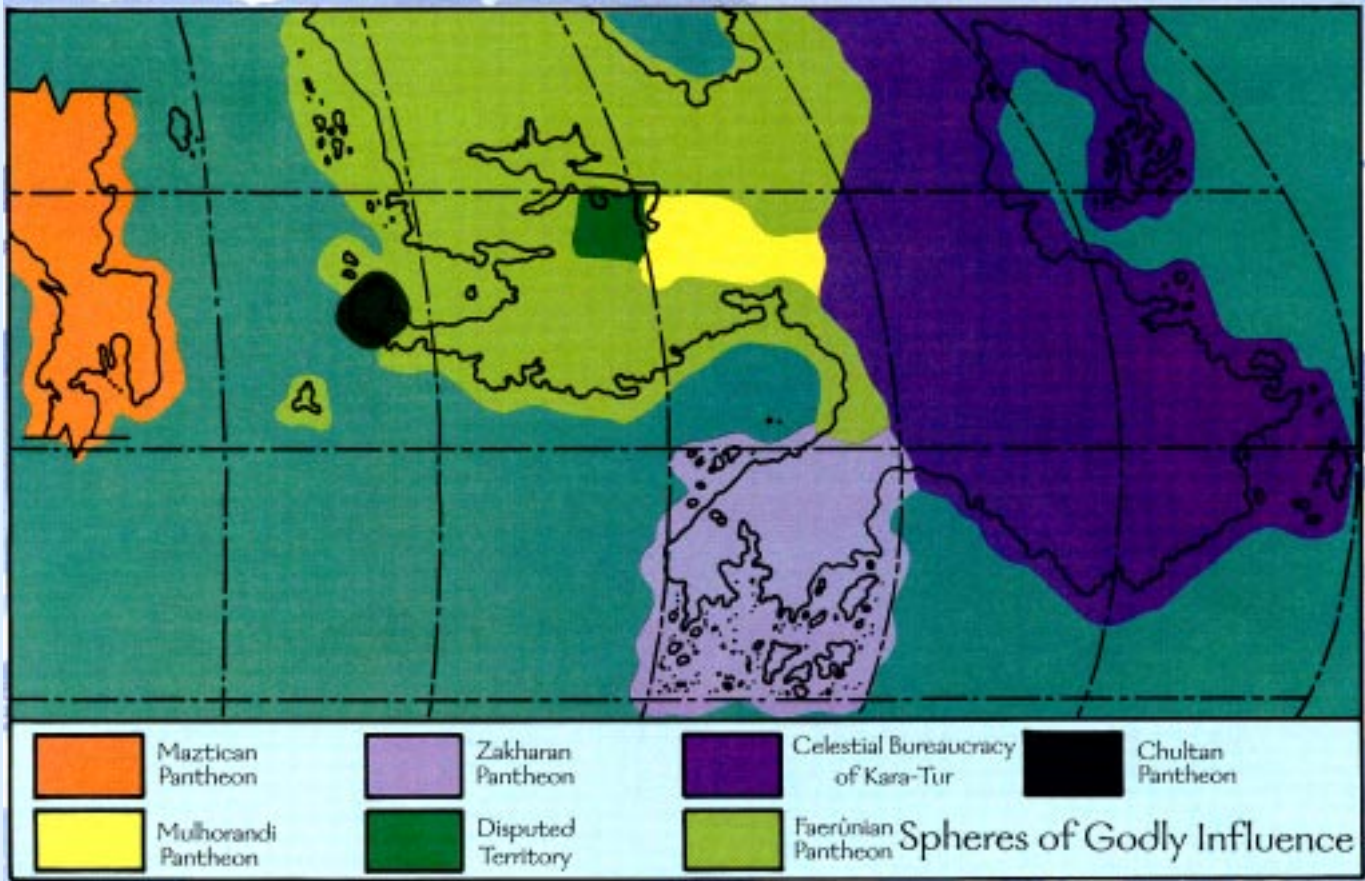 Maztican
Pantheon
Zakharan
Pantheon
Celestial Bureaucracy
of Kara-Tur
Chultan
Pantheon
Mulhorandi
Pantheon
Disputed
Territory
Faerûnian
Pantheon
Spheres of Godly Influence